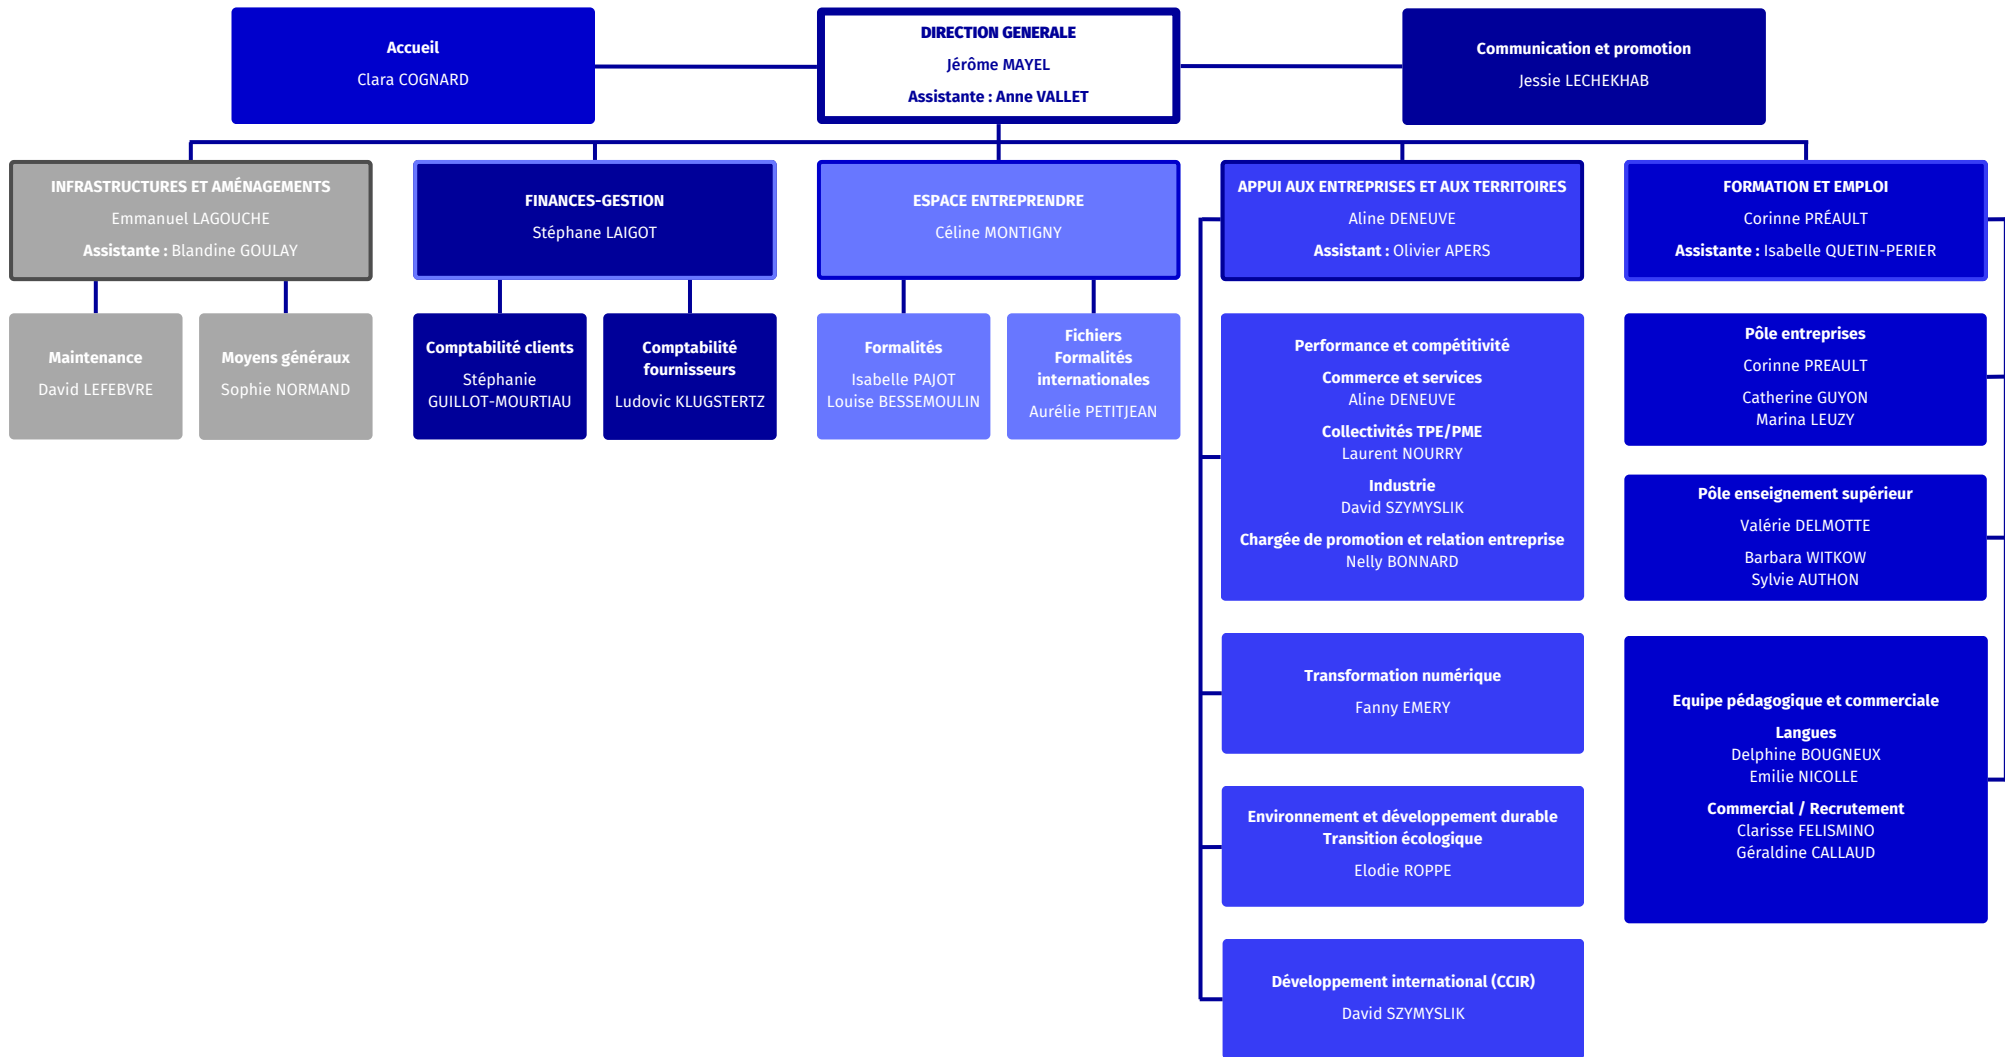 Accueil
Clara COGNARD
DIRECTION GENERALE
Jérôme MAYEL
Assistante : Anne VALLET
Communication et promotion
Jessie LECHEKHAB
INFRASTRUCTURES ET AMÉNAGEMENTS
Emmanuel LAGOUCHE
Assistante : Blandine GOULAY
Maintenance
David LEFEBVRE
Moyens généraux
Sophie NORMAND
FINANCES-GESTION
Stéphane LAIGOT
Comptabilité clients
Stéphanie
GUILLOT-MOURTIAU
Comptabilité
fournisseurs
Ludovic KLUGSTERTZ
ESPACE ENTREPRENDRE
Céline MONTIGNY
Formalités
Isabelle PAJOT
Louise BESSEMOULIN
Fichiers
Formalités
internationales
Aurélie PETITJEAN
APPUI AUX ENTREPRISES ET AUX TERRITOIRES
Aline DENEUVE
Assistant : Olivier APERS
Performance et compétitivité
Commerce et services
Aline DENEUVE
Collectivités TPE/PME
Laurent NOURRY
Industrie
David SZYMYSLIK
Chargée de promotion et relation entreprise
Nelly BONNARD
Transformation numérique
Fanny EMERY
Environnement et développement durable
Transition écologique
Elodie ROPPE
Développement international (CCIR)
David SZYMYSLIK
FORMATION ET EMPLOI
Corinne PRÉAULT
Assistante : Isabelle QUETIN-PERIER
Pôle entreprises
Corinne PREAULT
Catherine GUYON
Marina LEUZY
Pôle enseignement supérieur
Valérie DELMOTTE
Barbara WITKOW
Sylvie AUTHON
Equipe pédagogique et commerciale
Langues
Delphine BOUGNEUX
Emilie NICOLLE
Commercial / Recrutement
Clarisse FELISMINO
Géraldine CALLAUD